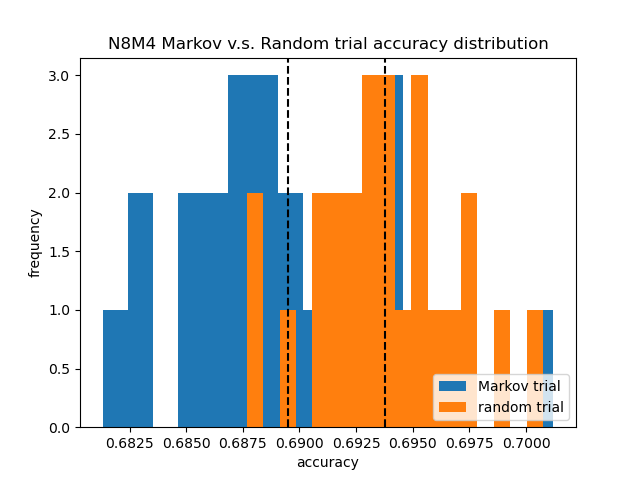 N8M4 Markov v.s. Random trial accuracy distribution
3.0
2.5
2.0
1.5
1.0
0.5
0.0
frequency
0.6825 0.6850 0.6875 0.6900 0.6925 0.6950 0.6975 0.7000
accuracy
Markov trial
random trial